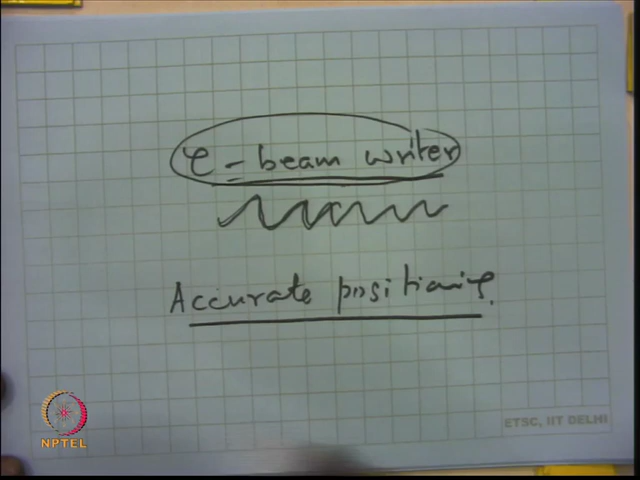 e-beam writer
Accurate positioning.
NPTEL
ETSC, IIT DELHI